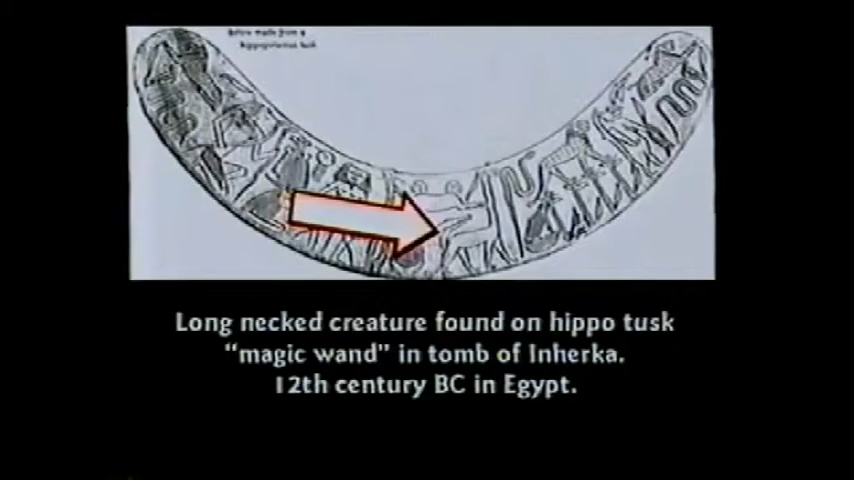 Long necked creature found on hippo tusk
“magic wand” in tomb of Inherka.
12th century BC in Egypt.